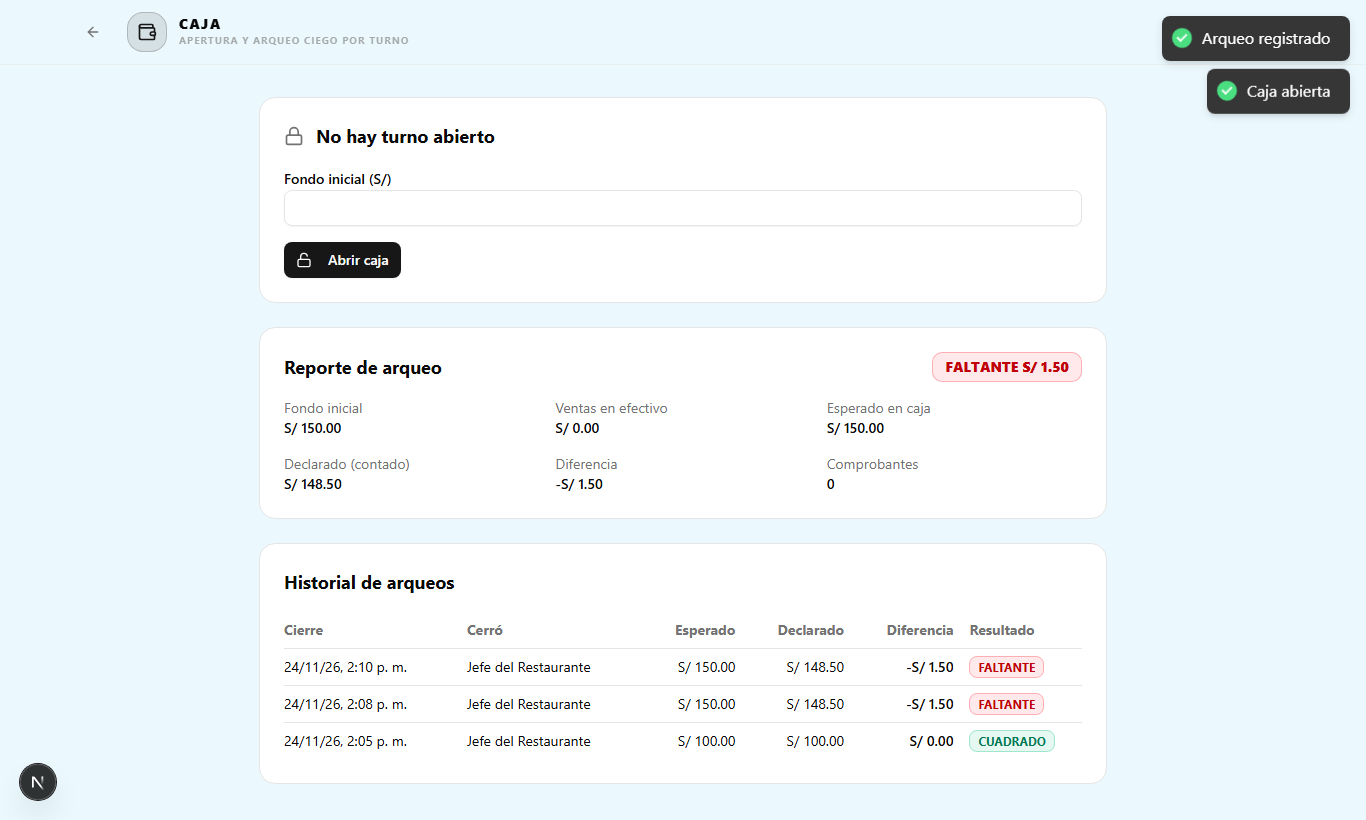 CAJA
APERTURA Y ARQUEO CIEGO POR TURNO
Arqueo registrado
Caja abierta
No hay turno abierto
Fondo inicial (S/)
Abrir caja
Reporte de arqueo
FALTANTE S/ 1.50
Fondo inicial Ventas en efectivo Esperado en caja
S/ 150.00 S/ 0.00 S/ 150.00
Declarado (contado) Diferencia Comprobantes
S/ 148.50 -S/ 1.50 0
Historial de arqueos
Cierre Cerró Esperado Declarado Diferencia Resultado
24/11/26, 2:10 p. m. Jefe del Restaurante S/ 150.00 S/ 148.50 -S/ 1.50 FALTANTE
24/11/26, 2:08 p. m. Jefe del Restaurante S/ 150.00 S/ 148.50 -S/ 1.50 FALTANTE
24/11/26, 2:05 p. m. Jefe del Restaurante S/ 100.00 S/ 100.00 S/ 0.00 CUADRADO
N